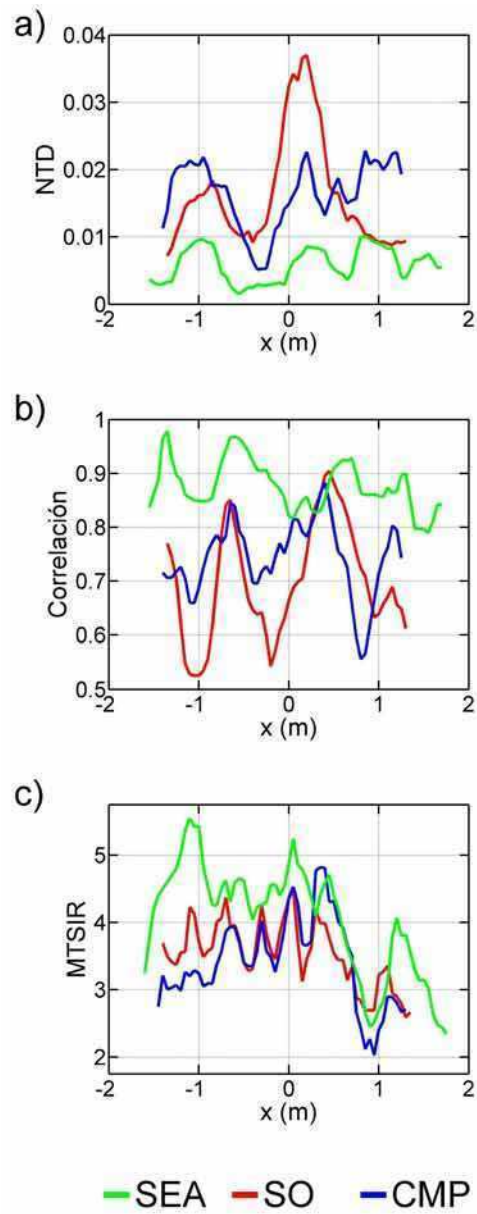 a)
0.04
0.03
0.02
0.01
0
NTD
-2 -1 0 1 2
x (m)
b)
1
0.9
0.8
0.7
0.6
0.5
Correlación
-2 -1 0 1 2
x (m)
c)
5
4
3
2
MTSIR
-2 -1 0 1 2
x (m)
SEA SO CMP